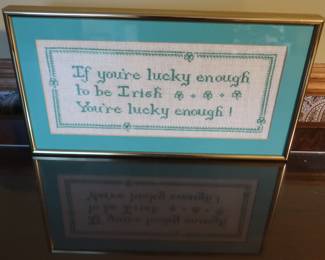 If you're lucky enough
to be Irish
You're lucky enough!